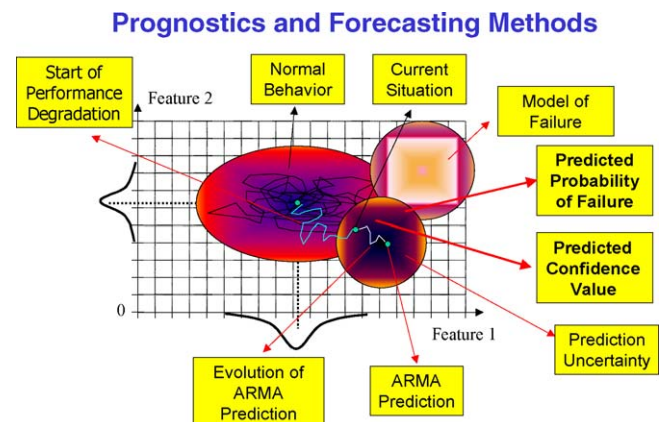 Prognostics and Forecasting Methods
Start of
Performance
Degradation
Normal
Behavior
Current
Situation
Feature 2
Model of
Failure
Predicted
Probability
of Failure
Predicted
Confidence
Value
0
Feature 1
Prediction
Uncertainty
Evolution of
ARMA
Prediction
ARMA
Prediction